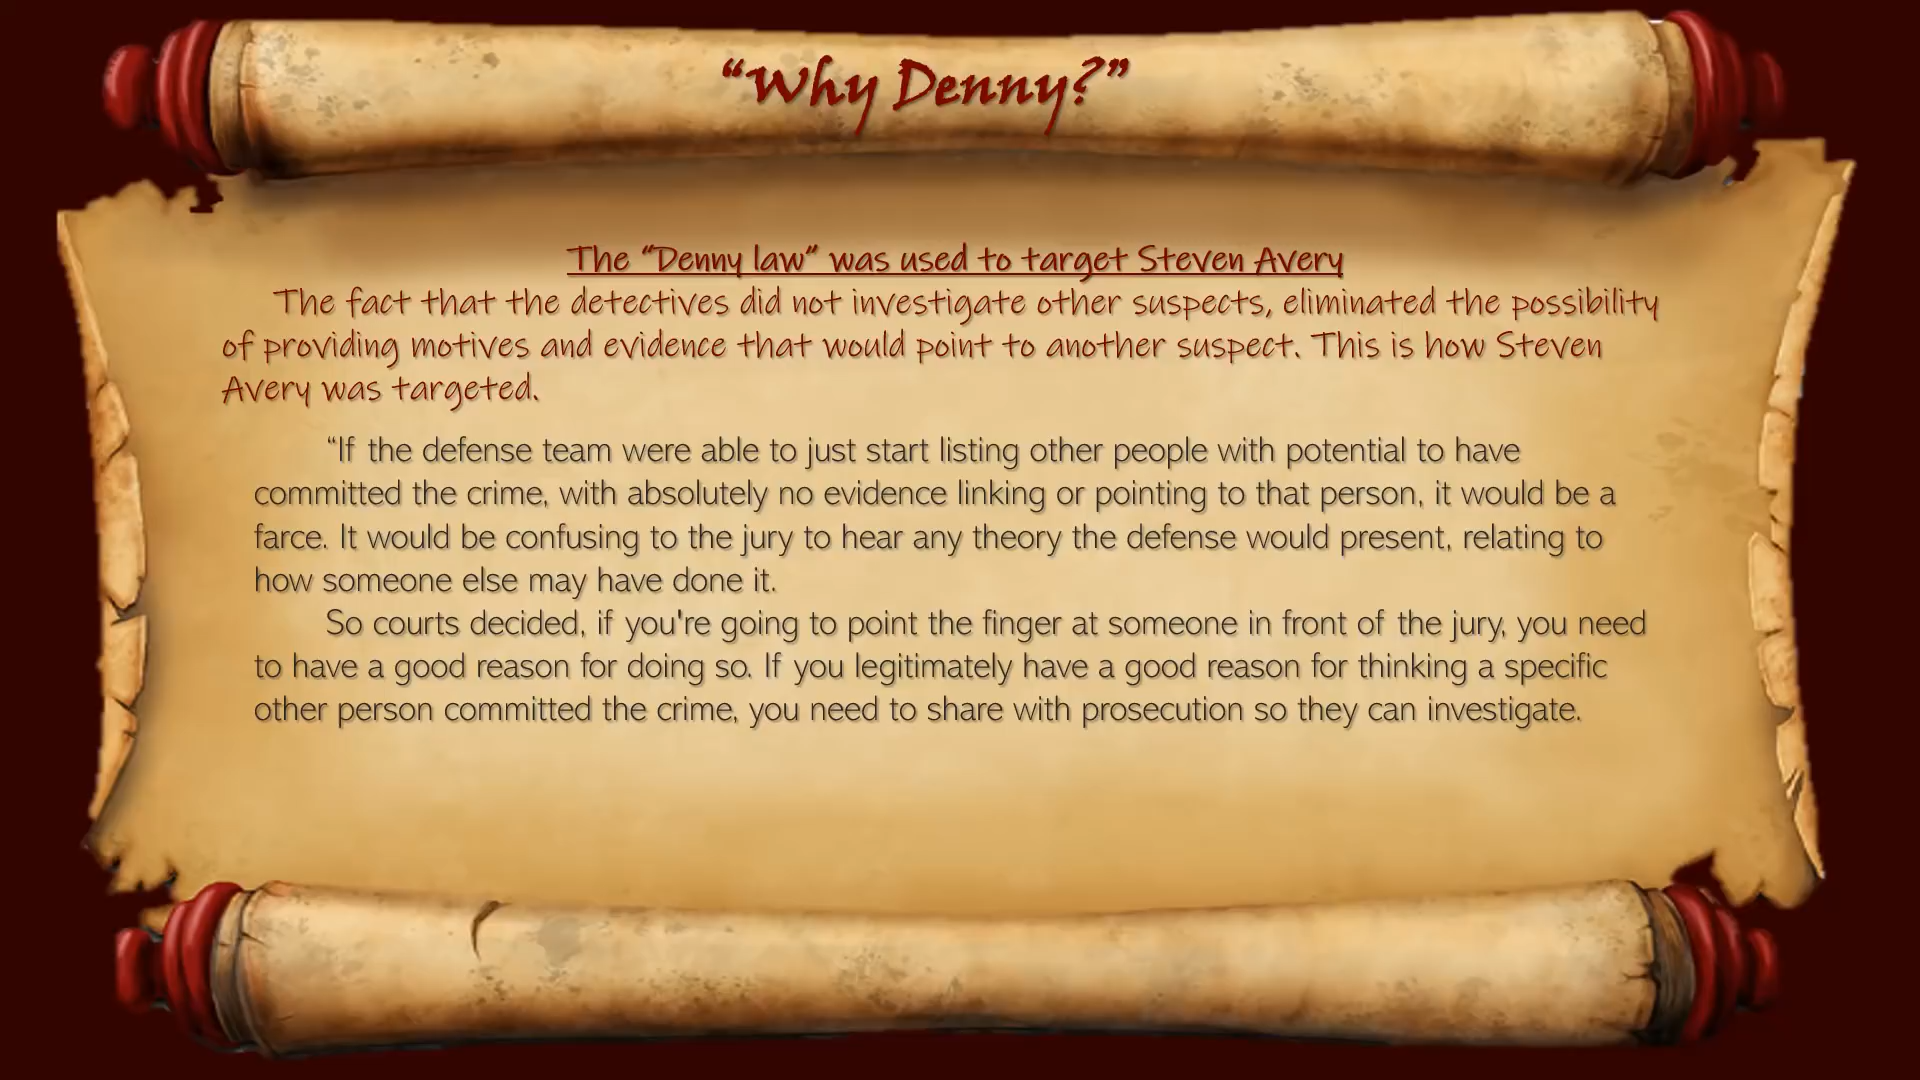 “Why Denny?”
The “Denny law” was used to target Steven Avery
The fact that the detectives did not investigate other suspects, eliminated the possibility
of providing motives and evidence that would point to another suspect. This is how Steven
Avery was targeted.
“If the defense team were able to just start listing other people with potential to have
committed the crime, with absolutely no evidence linking or pointing to that person, it would be a
farce. It would be confusing to the jury to hear any theory the defense would present, relating to
how someone else may have done it.
So courts decided, if you're going to point the finger at someone in front of the jury, you need
to have a good reason for doing so. If you legitimately have a good reason for thinking a specific
other person committed the crime, you need to share with prosecution so they can investigate.